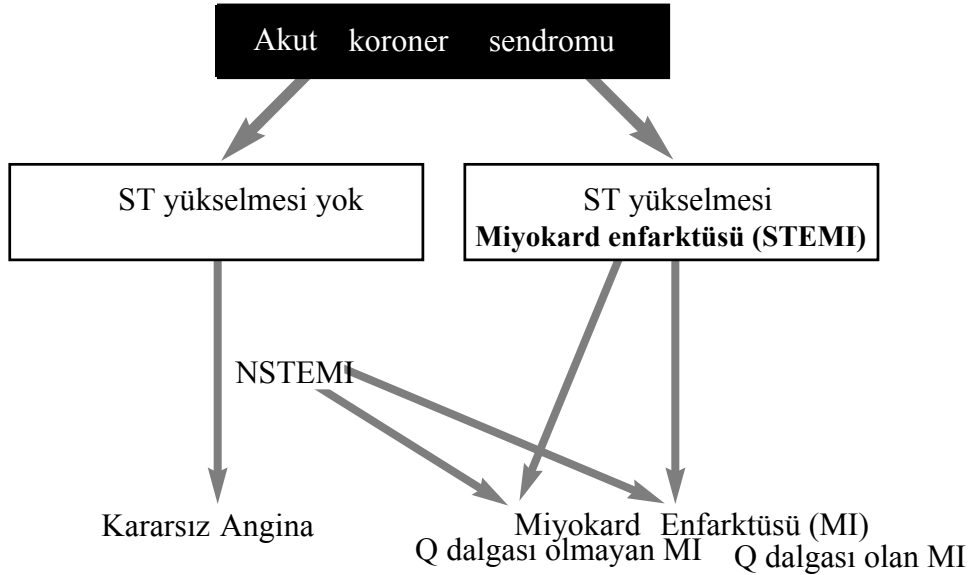 Akut koroner sendromu
ST yükselmesi yok
ST yükselmesi
Miyokard enfarktüsü (STEMI)
NSTEMI
Kararsız Angina
Miyokard Enfarktüsü (MI)
Q dalgası olmayan MI
Q dalgası olan MI